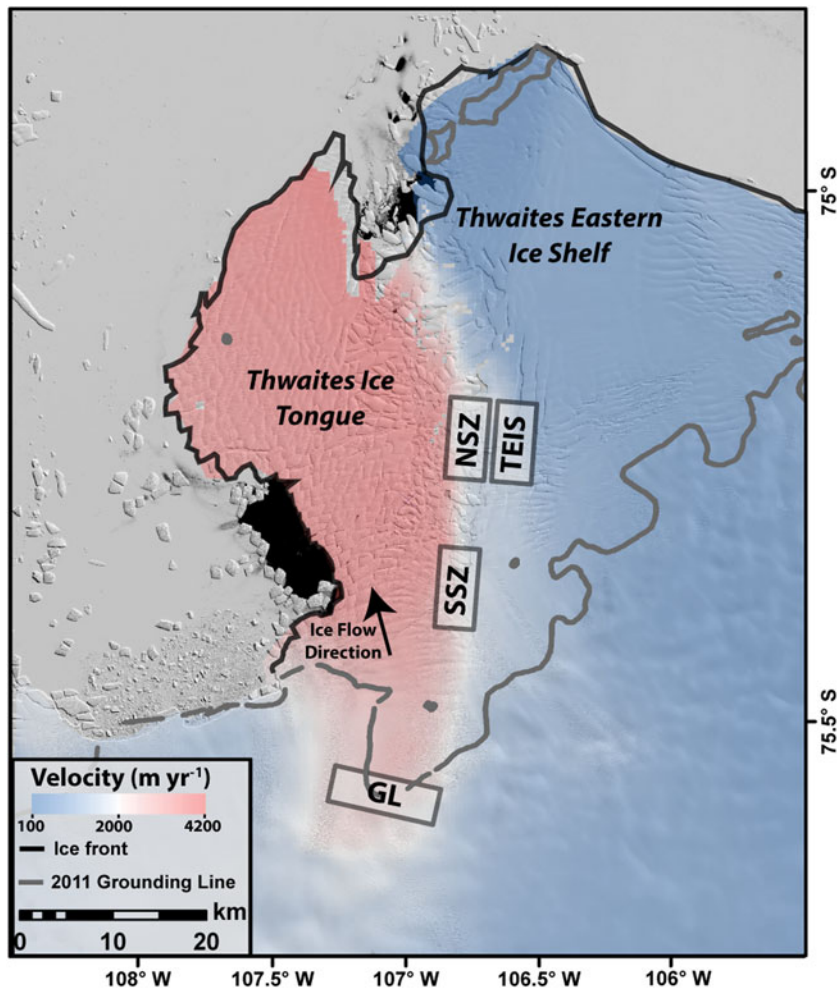 75° S
Thwaites Eastern
Ice Shelf
Thwaites Ice
Tongue
NSZ
TEIS
SSZ
Ice Flow
Direction
75.5° S
GL
Velocity (m yr⁻¹)
100 2000 4200
Ice front
2011 Grounding Line
km
0 10 20
108° W 107.5° W 107° W 106.5° W 106° W